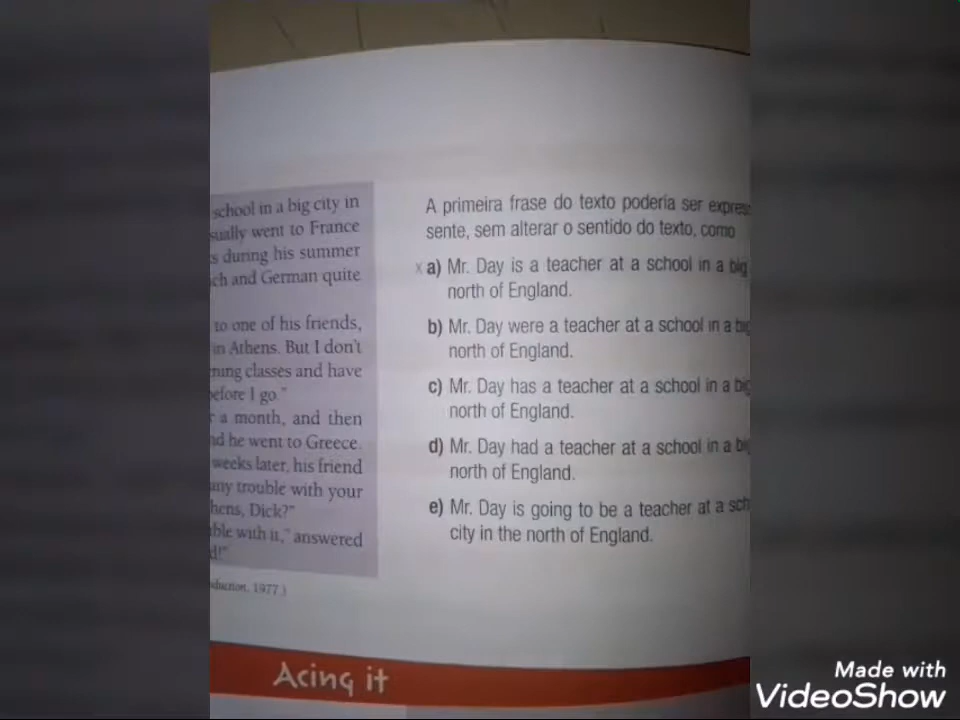 school in a big city in
sually went to France
s during his summer
ch and German quite
to one of his friends,
in Athens. But I don't
ning classes and have
efore I go."
a month, and then
nd he went to Greece.
weeks later, his friend
any trouble with your
hens, Dick?"
ble with it," answered
d!"
duction, 1977.)
A primeira frase do texto poderia ser expres
sente, sem alterar o sentido do texto, como
x a) Mr. Day is a teacher at a school in a big
north of England.
b) Mr. Day were a teacher at a school in a big
north of England.
c) Mr. Day has a teacher at a school in a big
north of England.
d) Mr. Day had a teacher at a school in a big
north of England.
e) Mr. Day is going to be a teacher at a sch
city in the north of England.
Acing it
Made with
VideoShow